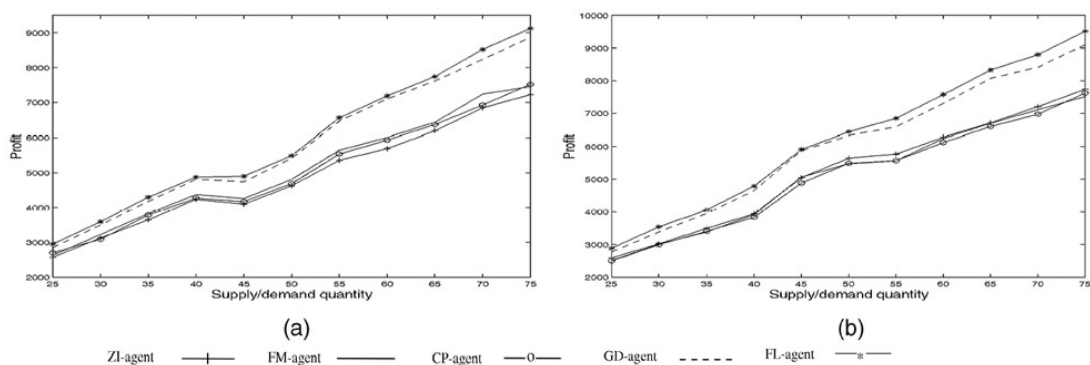 9000
8000
7000
6000
5000
4000
3000
2000
Profit
25 30 35 40 45 50 55 60 65 70 75
Supply/demand quantity
(a)
10000
9000
8000
7000
6000
5000
4000
3000
2000
Profit
25 30 35 40 45 50 55 60 65 70 75
Supply/demand quantity
(b)
ZI-agent FM-agent CP-agent GD-agent FL-agent